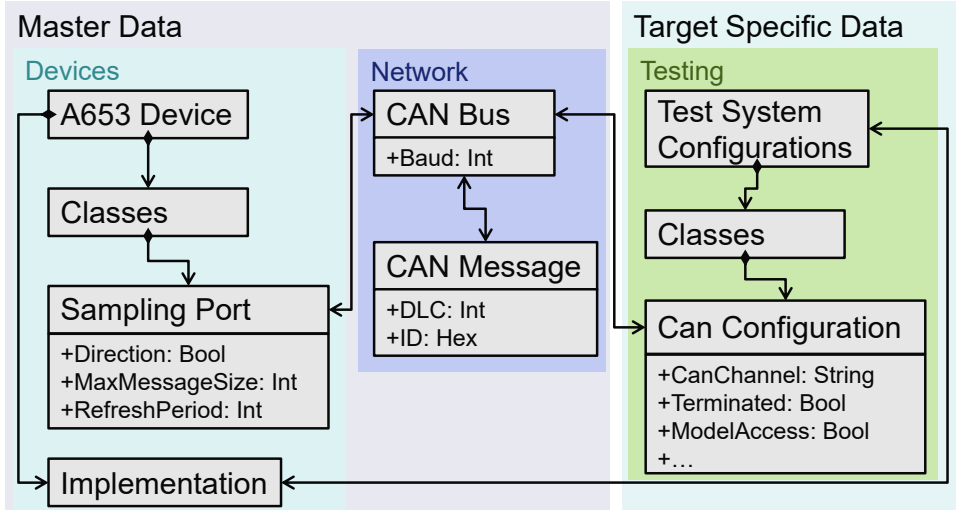 Master Data
Devices
A653 Device
Classes
Sampling Port
+Direction: Bool
+MaxMessageSize: Int
+RefreshPeriod: Int
Implementation
Network
CAN Bus
+Baud: Int
CAN Message
+DLC: Int
+ID: Hex
Target Specific Data
Testing
Test System
Configurations
Classes
Can Configuration
+CanChannel: String
+Terminated: Bool
+ModelAccess: Bool
+...